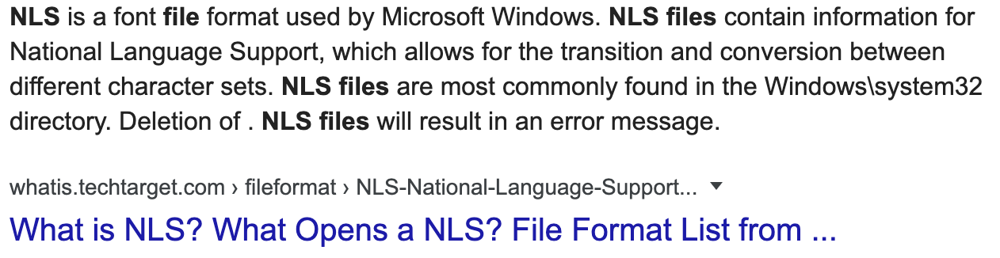 NLS is a font file format used by Microsoft Windows. NLS files contain information for
National Language Support, which allows for the transition and conversion between
different character sets. NLS files are most commonly found in the Windows\system32
directory. Deletion of . NLS files will result in an error message.
whatis.techtarget.com › fileformat › NLS-National-Language-Support...
What is NLS? What Opens a NLS? File Format List from ...